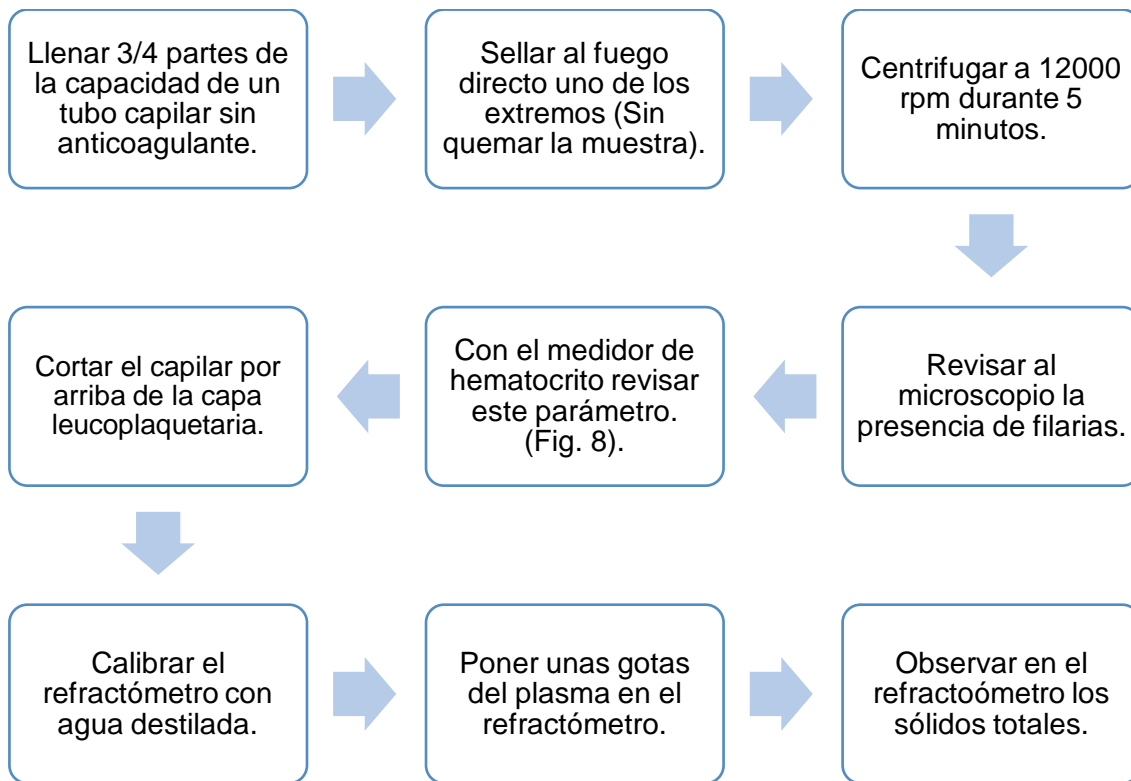 Llenar 3/4 partes de
la capacidad de un
tubo capilar sin
anticoagulante.
Sellar al fuego
directo uno de los
extremos (Sin
quemar la muestra).
Centrifugar a 12000
rpm durante 5
minutos.
Revisar al
microscopio la
presencia de filarias.
Con el medidor de
hematocrito revisar
este parámetro.
(Fig. 8).
Cortar el capilar por
arriba de la capa
leucoplaquetaria.
Calibrar el
refractómetro con
agua destilada.
Poner unas gotas
del plasma en el
refractómetro.
Observar en el
refractoómetro los
sólidos totales.